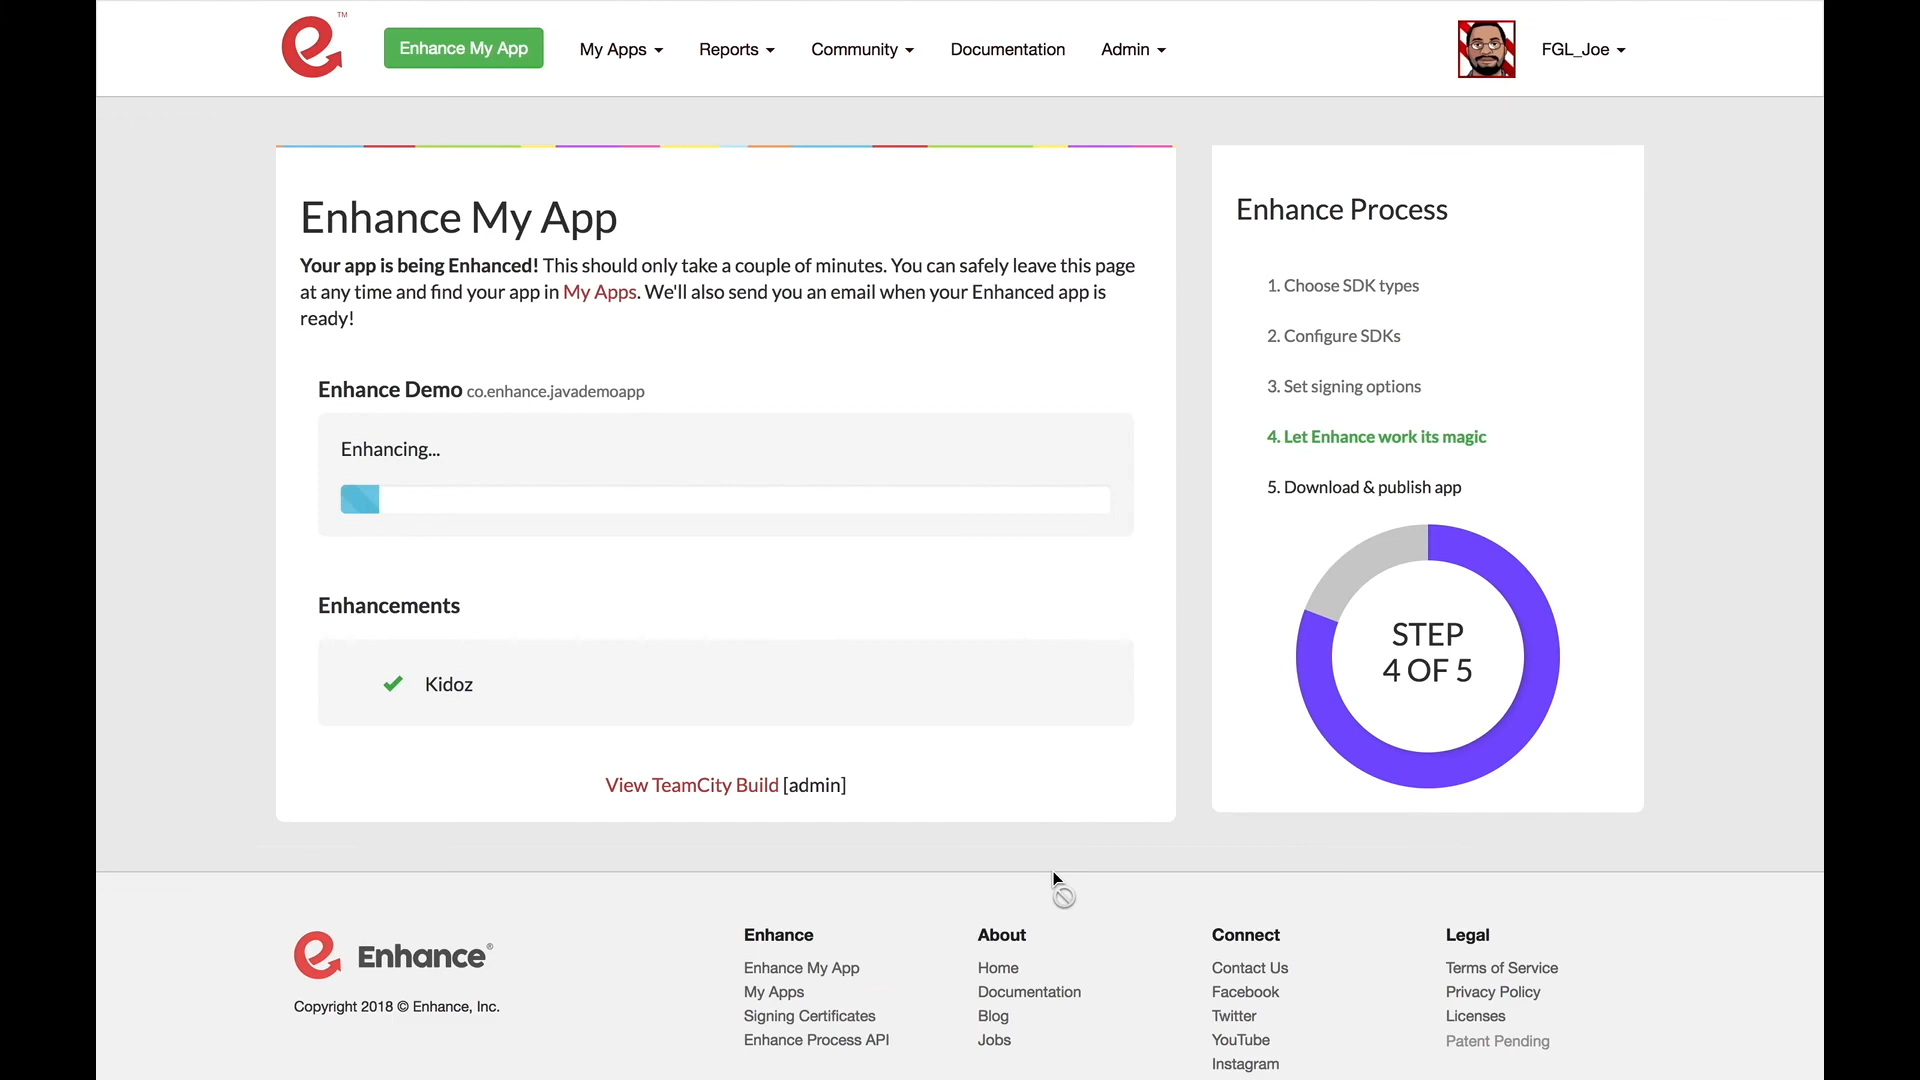 TM
Enhance My App
My Apps
Reports
Community
Documentation
Admin
FGL_Joe
Enhance My App
Your app is being Enhanced! This should only take a couple of minutes. You can safely leave this page
at any time and find your app in My Apps. We'll also send you an email when your Enhanced app is
ready!
Enhance Demo co.enhance.javademoapp
Enhancing...
Enhancements
Kidoz
View TeamCity Build [admin]
Enhance Process
1. Choose SDK types
2. Configure SDKs
3. Set signing options
4. Let Enhance work its magic
5. Download & publish app
STEP
4 OF 5
Enhance®
Copyright 2018 © Enhance, Inc.
Enhance
Enhance My App
My Apps
Signing Certificates
Enhance Process API
About
Home
Documentation
Blog
Jobs
Connect
Contact Us
Facebook
Twitter
YouTube
Instagram
Legal
Terms of Service
Privacy Policy
Licenses
Patent Pending